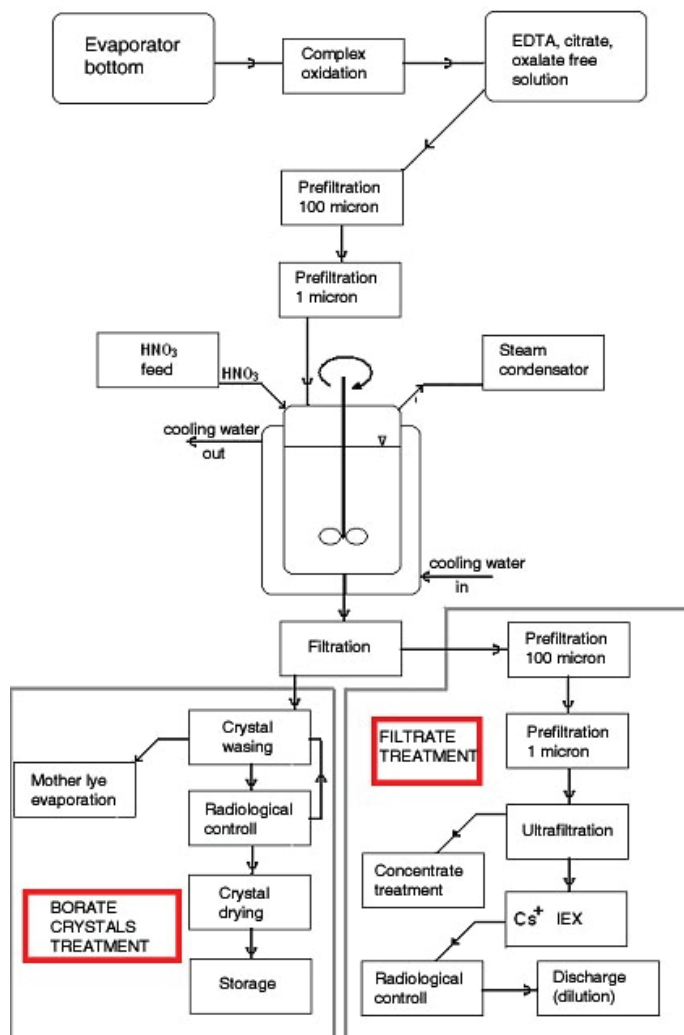 Evaporator
bottom
Complex
oxidation
EDTA, citrate,
oxalate free
solution
Prefiltration
100 micron
Prefiltration
1 micron
HNO₃
feed
HNO₃
Steam
condensator
cooling water
out
cooling water
in
Filtration
Prefiltration
100 micron
Crystal
wasing
FILTRATE
TREATMENT
Prefiltration
1 micron
Mother lye
evaporation
Radiological
controll
Ultrafiltration
Concentrate
treatment
Crystal
drying
BORATE
CRYSTALS
TREATMENT
Cs⁺ IEX
Storage
Radiological
controll
Discharge
(dilution)